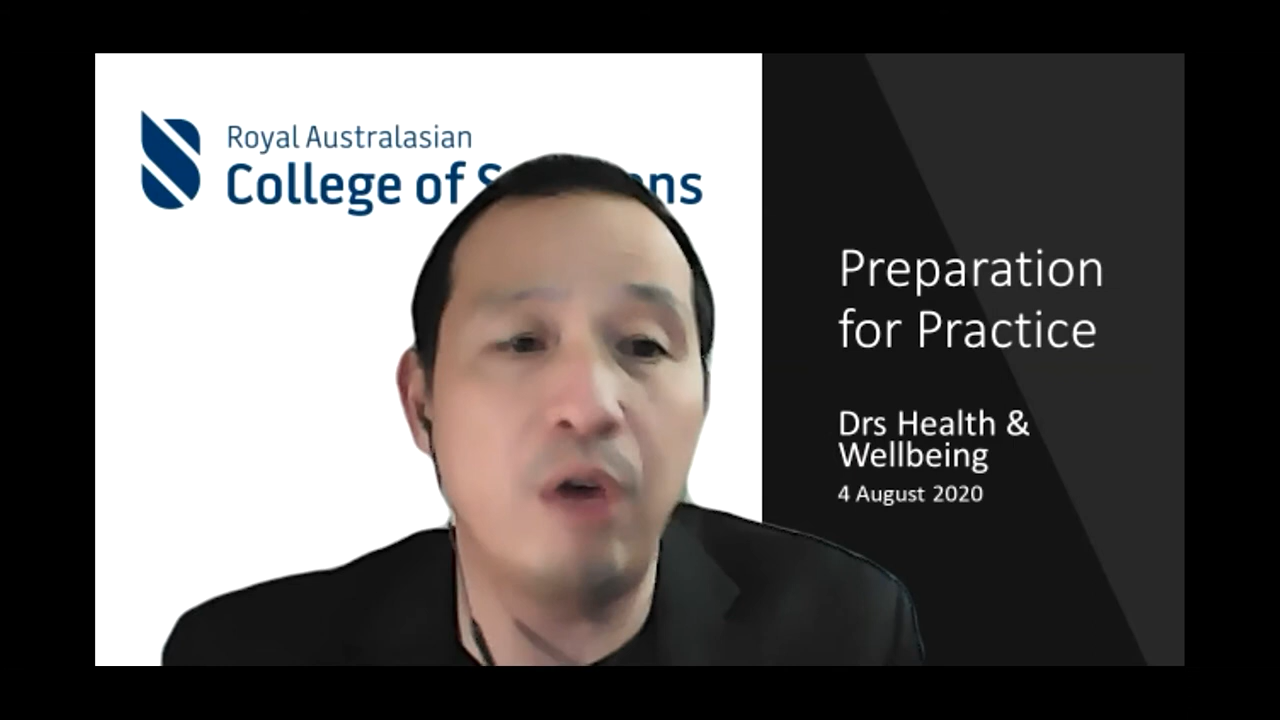 Royal Australasian
College of
Preparation
for Practice
Drs Health &
Wellbeing
4 August 2020